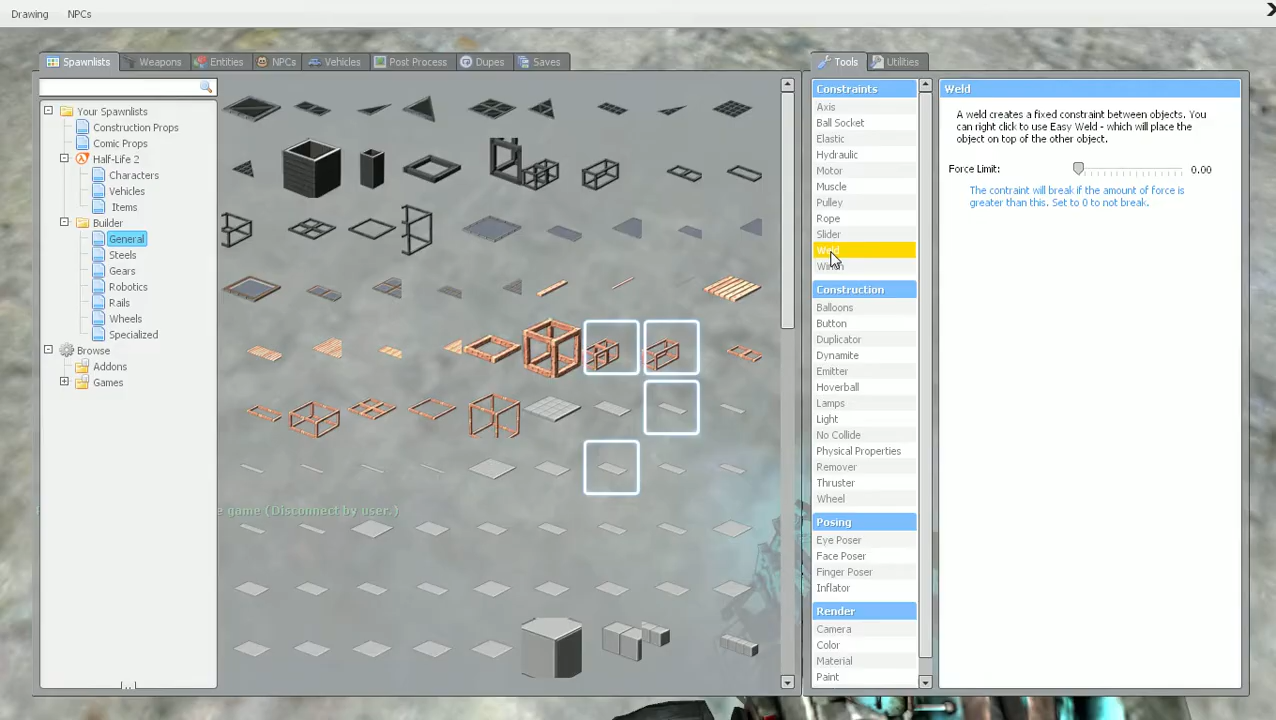 Drawing NPCs
Spawnlists Weapons Entities NPCs Vehicles Post Process Dupes Saves
Your Spawnlists
Construction Props
Comic Props
Half-Life 2
Characters
Vehicles
Items
Builder
General
Steels
Gears
Robotics
Rails
Wheels
Specialized
Browse
Addons
Games
e game (Disconnect by user.)
Tools Utilities
Constraints
Axis
Ball Socket
Elastic
Hydraulic
Motor
Muscle
Pulley
Rope
Slider
Weld
Winch
Construction
Balloons
Button
Duplicator
Dynamite
Emitter
Hoverball
Lamps
Light
No Collide
Physical Properties
Remover
Thruster
Wheel
Posing
Eye Poser
Face Poser
Finger Poser
Inflator
Render
Camera
Color
Material
Paint
Weld
A weld creates a fixed constraint between objects. You
can right click to use Easy Weld - which will place the
object on top of the other object.
Force Limit: 0.00
The contraint will break if the amount of force is
greater than this. Set to 0 to not break.